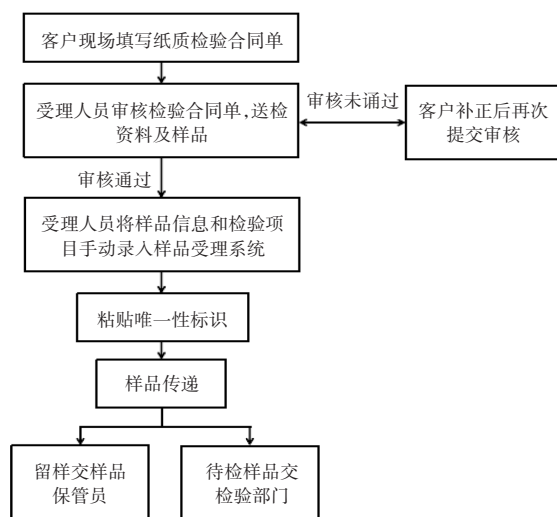 客户现场填写纸质检验合同单
受理人员审核检验合同单，送检
资料及样品
审核未通过
客户补正后再次
提交审核
审核通过
受理人员将样品信息和检验项
目手动录入样品受理系统
粘贴唯一性标识
样品传递
留样交样品
保管员
待检样品交
检验部门